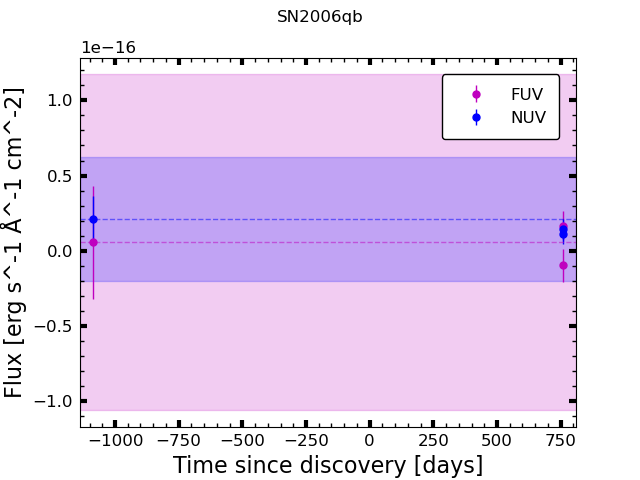 SN2006qb
1e−16
FUV
NUV
1.0
0.5
0.0
−0.5
−1.0
Flux [erg s^-1 Å^-1 cm^-2]
−1000 −750 −500 −250 0 250 500 750
Time since discovery [days]